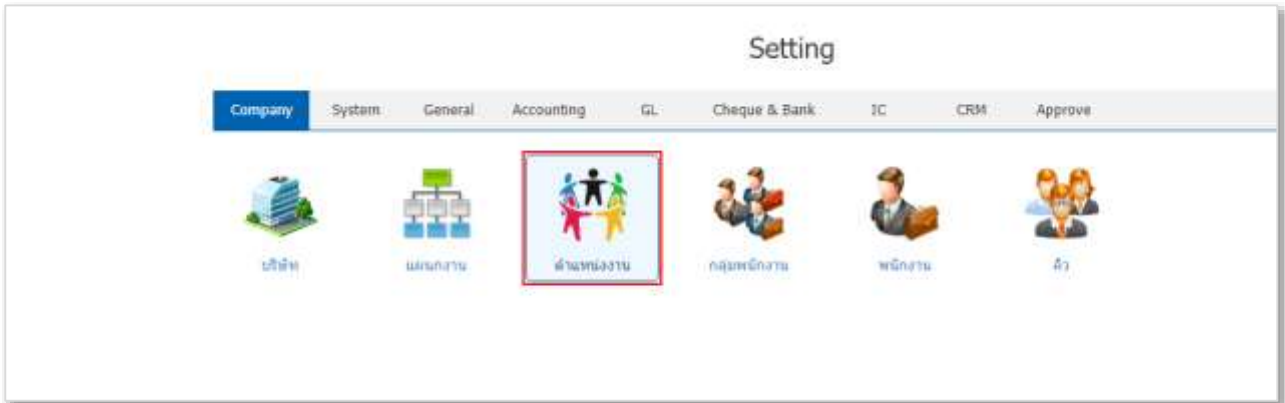 Setting
Company System General Accounting GL Cheque & Bank IC CRM Approve
บริษัท แผนกงาน ตำแหน่งงาน กลุ่มพนักงาน พนักงาน คิว